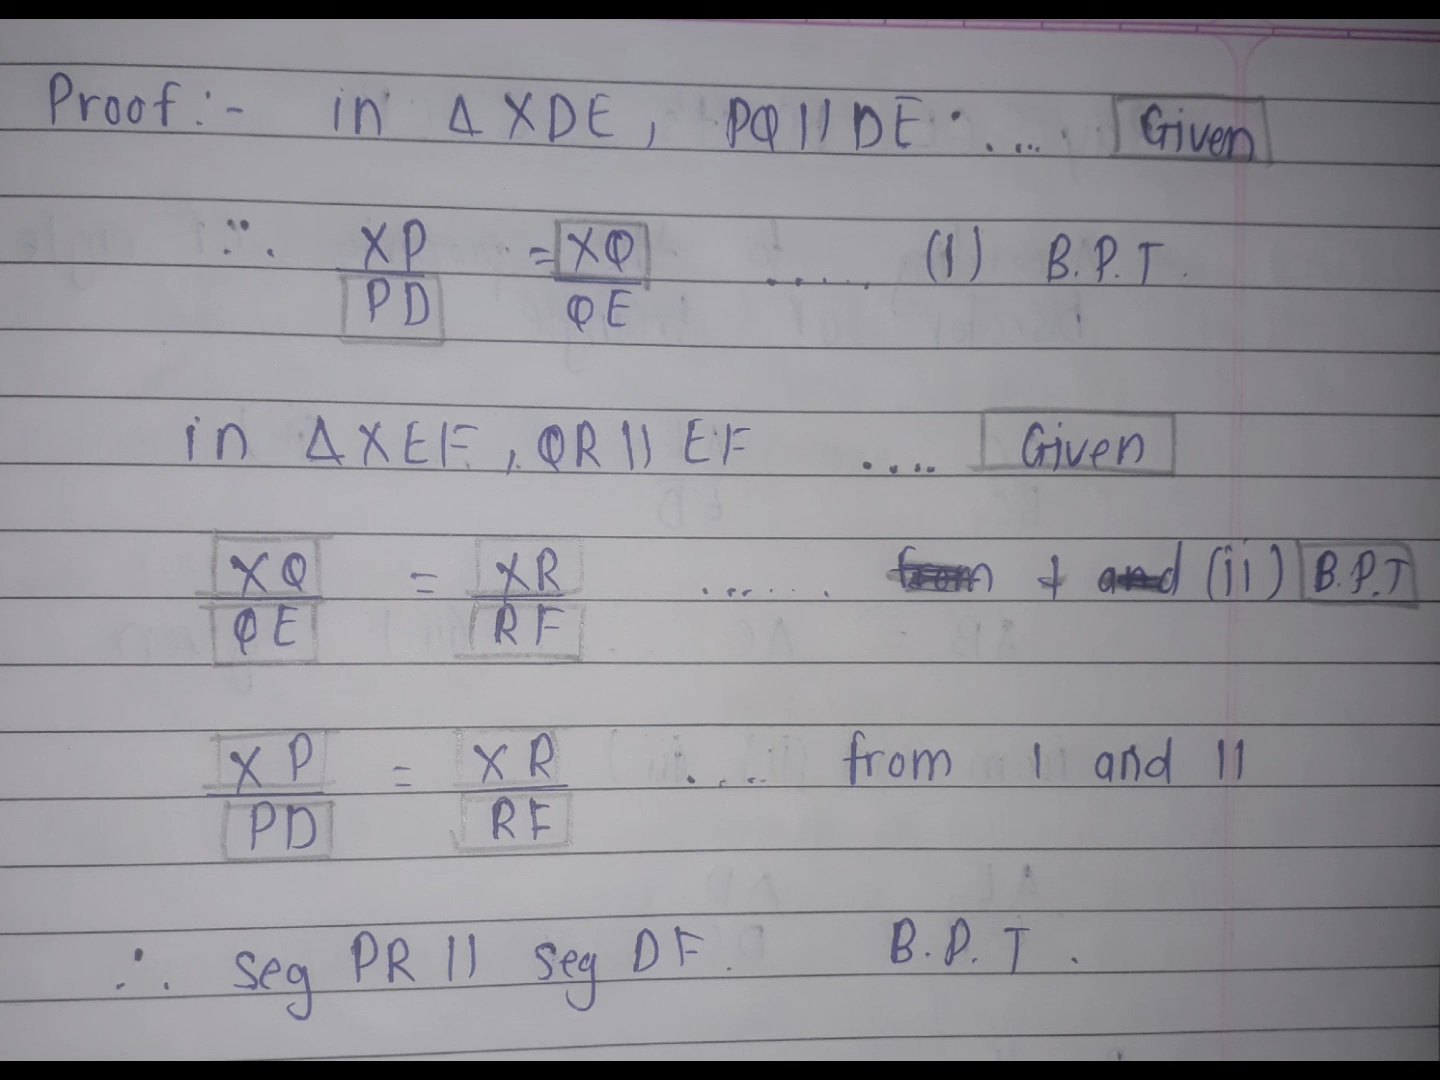 Proof :- in Δ XDE, PQ || DE ..... Given
∴ XP = XQ ...... (I) B.P.T.
PD QE
in Δ XEF, QR || EF .... Given
XQ = XR ...... (ii) B.P.T
QE RF
XP = XR ..... from I and II
PD RF
∴ seg PR || seg DF. B.P.T.